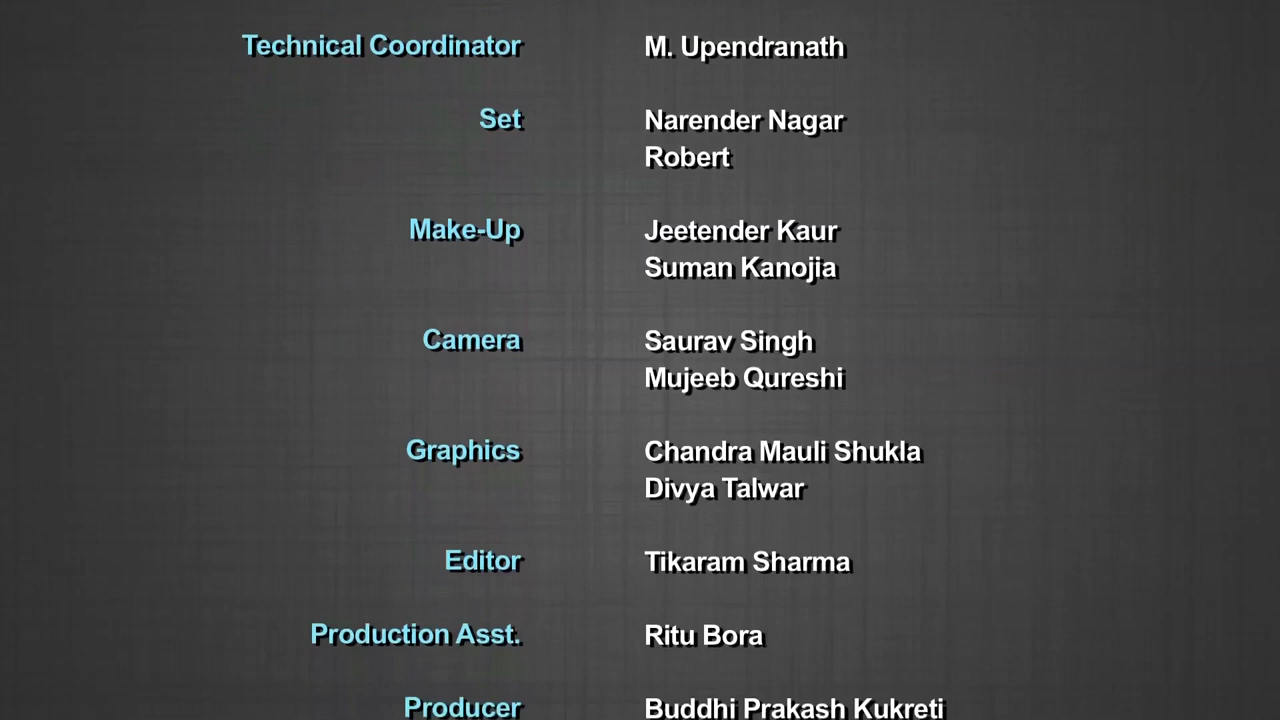 Technical Coordinator M. Upendranath
Set Narender Nagar
Robert
Make-Up Jeetender Kaur
Suman Kanojia
Camera Saurav Singh
Mujeeb Qureshi
Graphics Chandra Mauli Shukla
Divya Talwar
Editor Tikaram Sharma
Production Asst. Ritu Bora
Producer Buddhi Prakash Kukreti